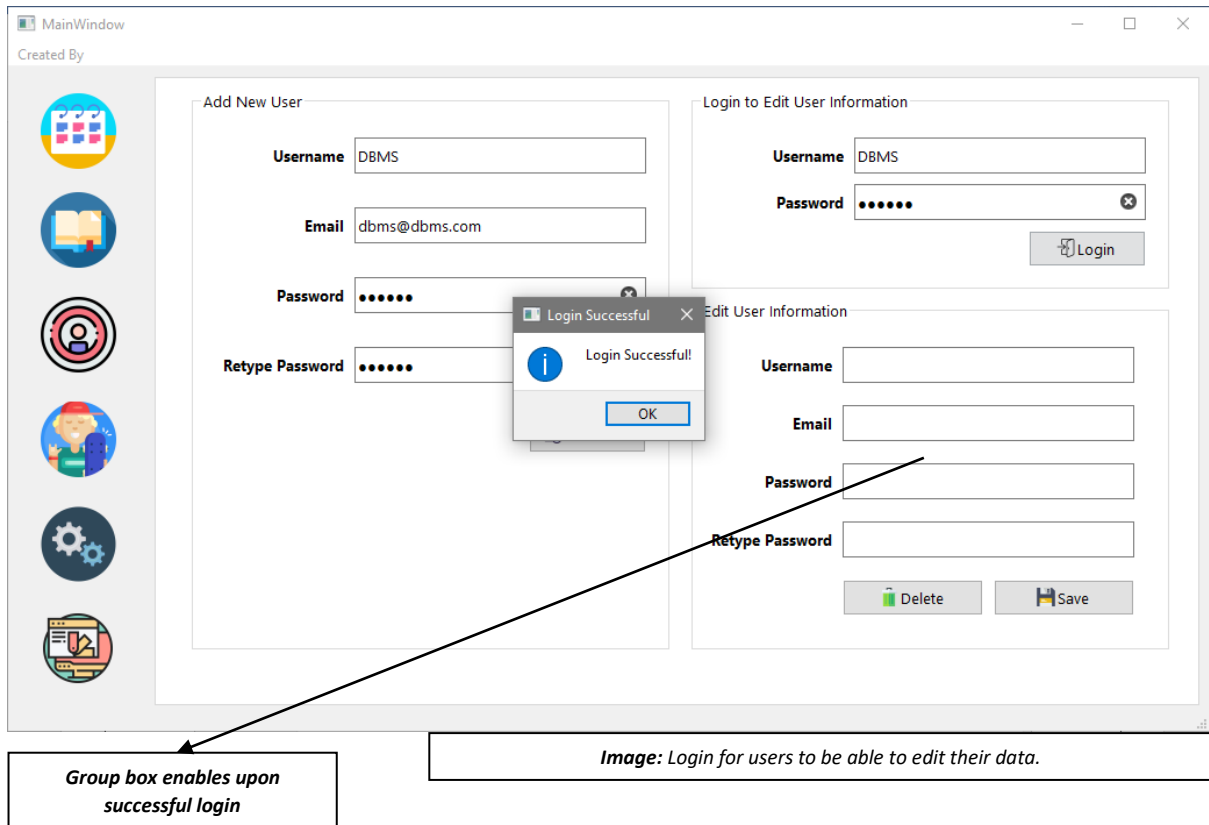 MainWindow
Created By
Add New User
Username DBMS
Email dbms@dbms.com
Password ●●●●●●
Retype Password ●●●●●●
Login to Edit User Information
Username DBMS
Password ●●●●●●
Login
Login Successful
Login Successful!
OK
Edit User Information
Username
Email
Password
Retype Password
Delete
Save
Group box enables upon
successful login
Image: Login for users to be able to edit their data.